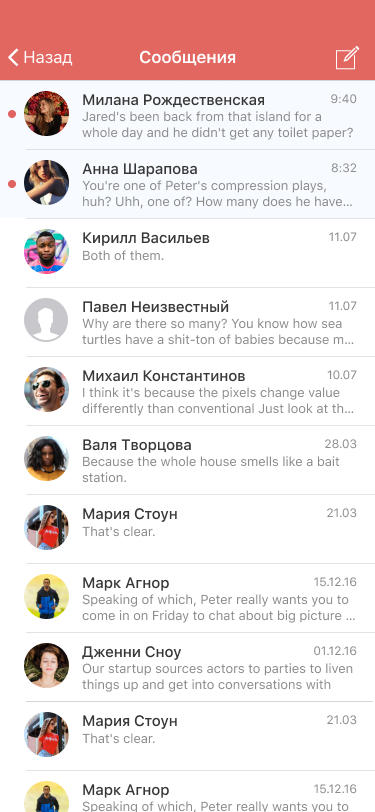 Назад
Сообщения
Милана Рождественская
9:40
Jared's been back from that island for a
whole day and he didn't get any toilet paper?
Анна Шарапова
8:32
You're one of Peter's compression plays,
huh? Uhh, one of? How many does he have...
Кирилл Васильев
11.07
Both of them.
Павел Неизвестный
11.07
Why are there so many? You know how sea
turtles have a shit-ton of babies because m...
Михаил Константинов
10.07
I think it's because the pixels change value
differently than conventional Just look at th...
Валя Творцова
28.03
Because the whole house smells like a bait
station.
Мария Стоун
21.03
That's clear.
Марк Агнор
15.12.16
Speaking of which, Peter really wants you to
come in on Friday to chat about big picture ...
Дженни Сноу
01.12.16
Our startup sources actors to parties to liven
things up and get into conversations with
Мария Стоун
21.03
That's clear.
Марк Агнор
15.12.16
Speaking of which, Peter really wants you to